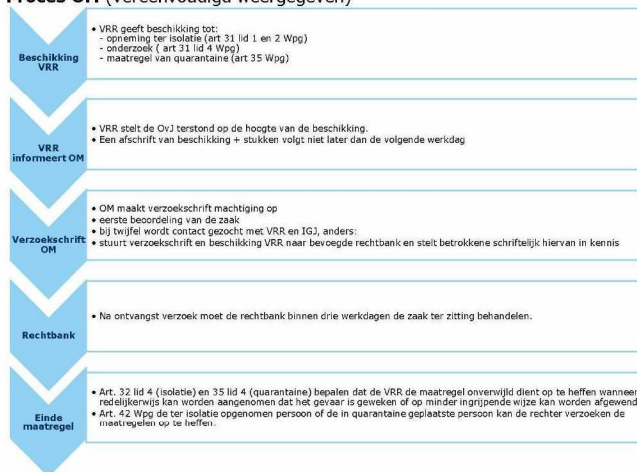 Proces OM (vereenvoudigd weergegeven)
Beschikking
VRR
• VRR geeft beschikking tot:
- opneming ter isolatie (art 31 lid 1 en 2 Wpg)
- onderzoek ( art 31 lid 4 Wpg)
- maatregel van quarantaine (art 35 Wpg)
VRR
informeert OM
• VRR stelt de OvJ terstond op de hoogte van de beschikking.
• Een afschrift van beschikking + stukken volgt niet later dan de volgende werkdag
Verzoekschrift
OM
• OM maakt verzoekschrift machtiging op
• eerste beoordeling van de zaak
• bij twijfel wordt contact gezocht met VRR en IGJ, anders:
• stuurt verzoekschrift en beschikking VRR naar bevoegde rechtbank en stelt betrokkene schriftelijk hiervan in kennis
Rechtbank
• Na ontvangst verzoek moet de rechtbank binnen drie werkdagen de zaak ter zitting behandelen.
Einde
maatregel
• Art. 32 lid 4 (isolatie) en 35 lid 4 (quarantaine) bepalen dat de VRR de maatregel onverwijld dient op te heffen wanneer
redelijkerwijs kan worden aangenomen dat het gevaar is geweken of op minder ingrijpende wijze kan worden afgewend
• Art. 42 Wpg de ter isolatie opgenomen persoon of de in quarantaine geplaatste persoon kan de rechter verzoeken de
maatregelen op te heffen.